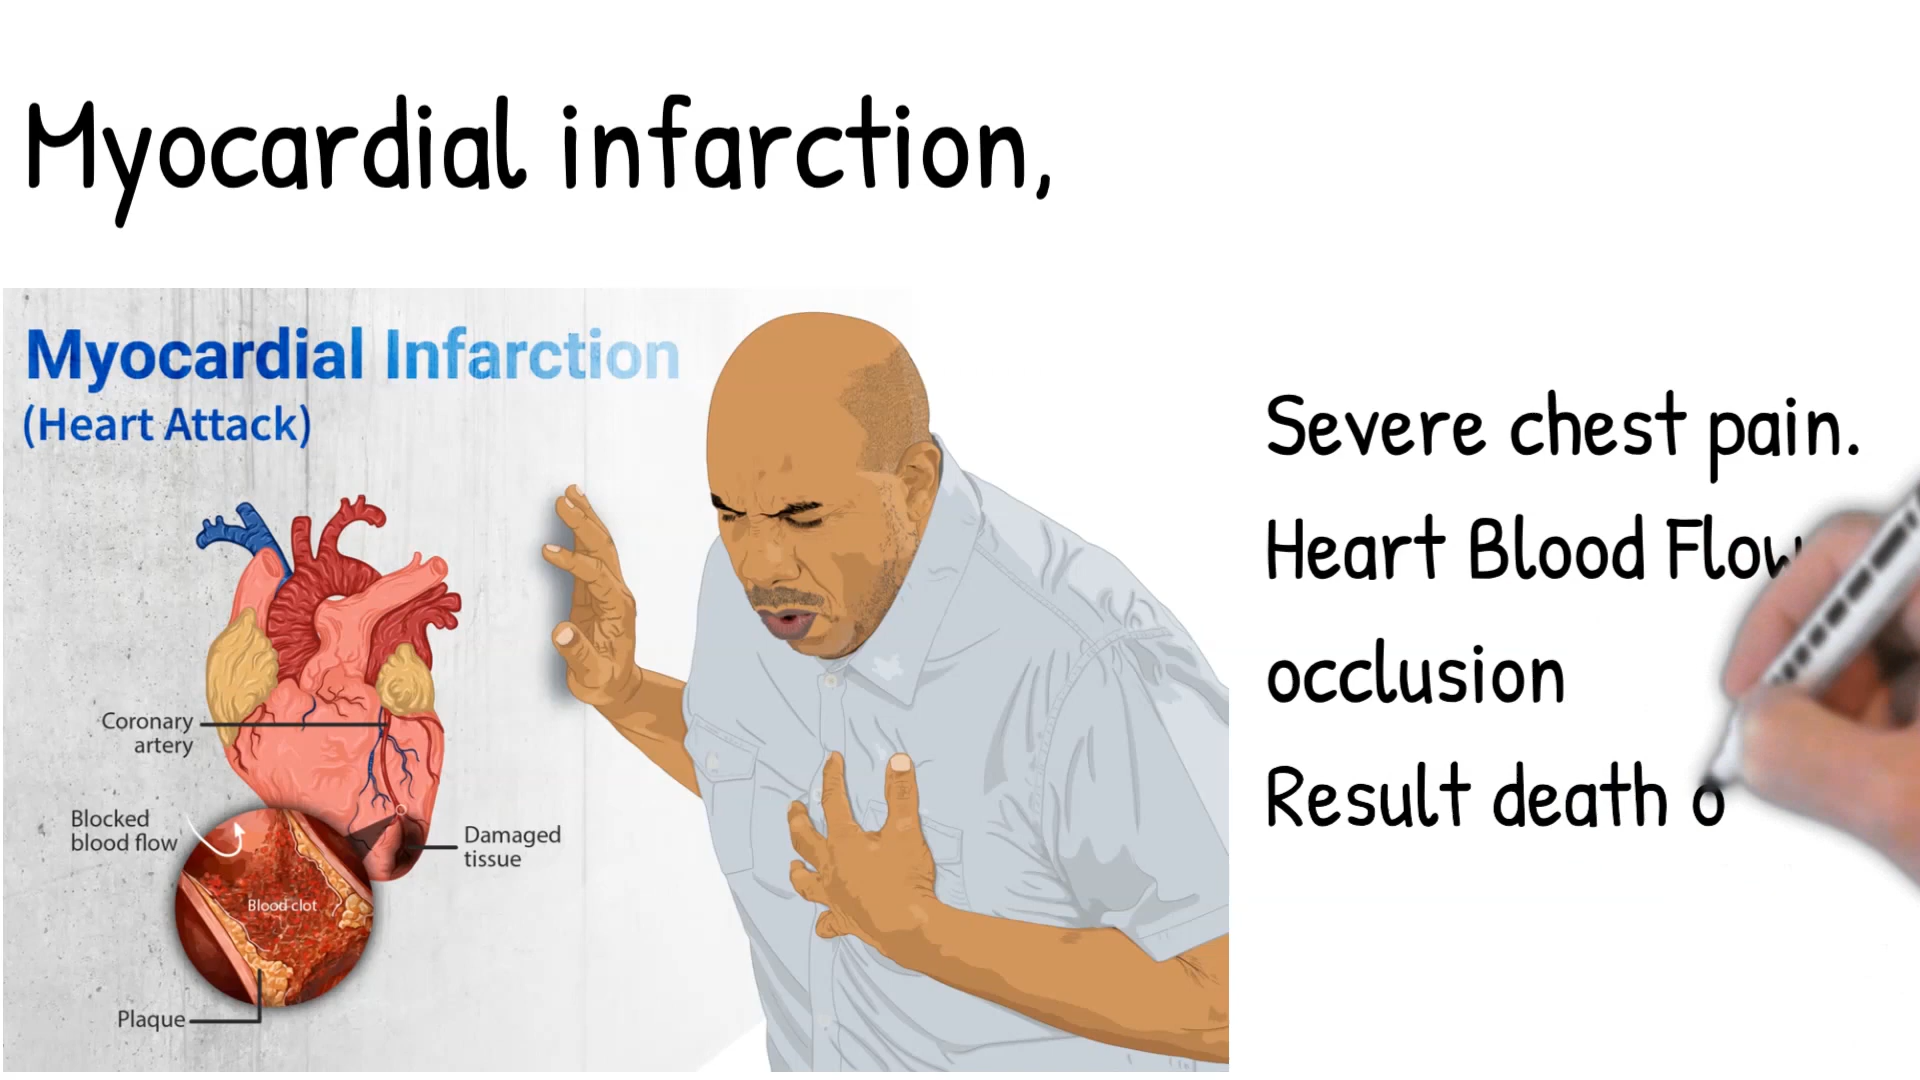 Myocardial infarction,
Myocardial Infarction
(Heart Attack)
Coronary
artery
Blocked
blood flow
Damaged
tissue
Blood clot
Plaque
Severe chest pain.
Heart Blood Flow
occlusion
Result death o